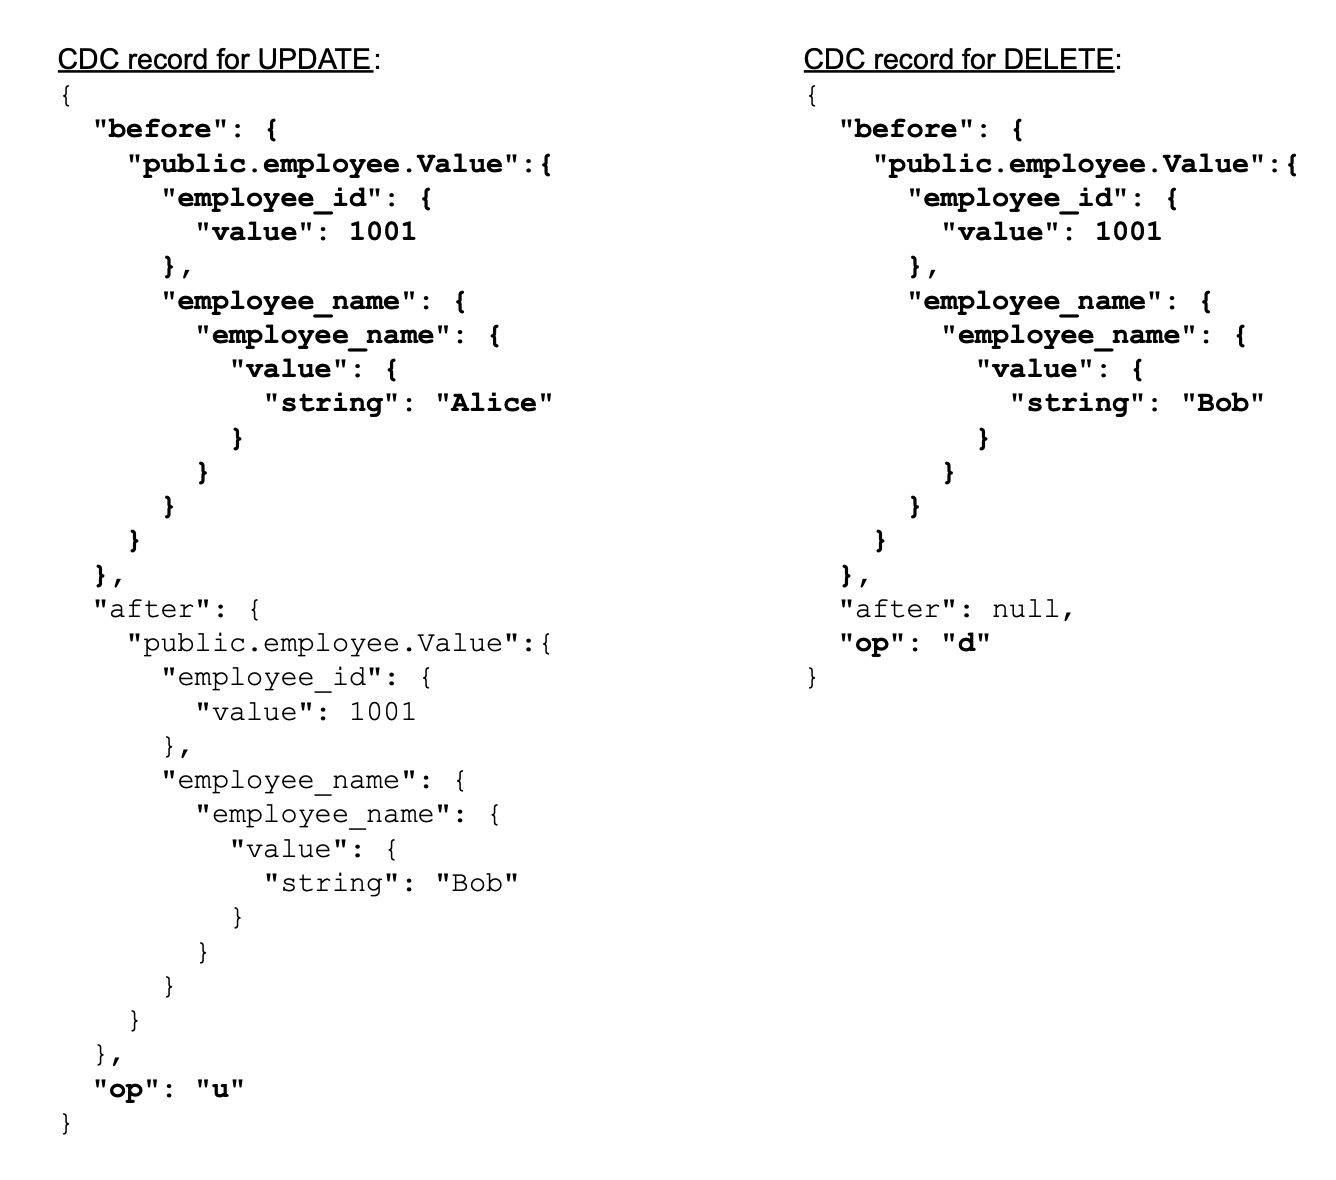 CDC record for UPDATE:
{
  "before": {
    "public.employee.Value":{
      "employee_id": {
        "value": 1001
      },
      "employee_name": {
        "employee_name": {
          "value": {
            "string": "Alice"
          }
        }
      }
    }
  },
  "after": {
    "public.employee.Value":{
      "employee_id": {
        "value": 1001
      },
      "employee_name": {
        "employee_name": {
          "value": {
            "string": "Bob"
          }
        }
      }
    }
  },
  "op": "u"
}
CDC record for DELETE:
{
  "before": {
    "public.employee.Value":{
      "employee_id": {
        "value": 1001
      },
      "employee_name": {
        "employee_name": {
          "value": {
            "string": "Bob"
          }
        }
      }
    }
  },
  "after": null,
  "op": "d"
}